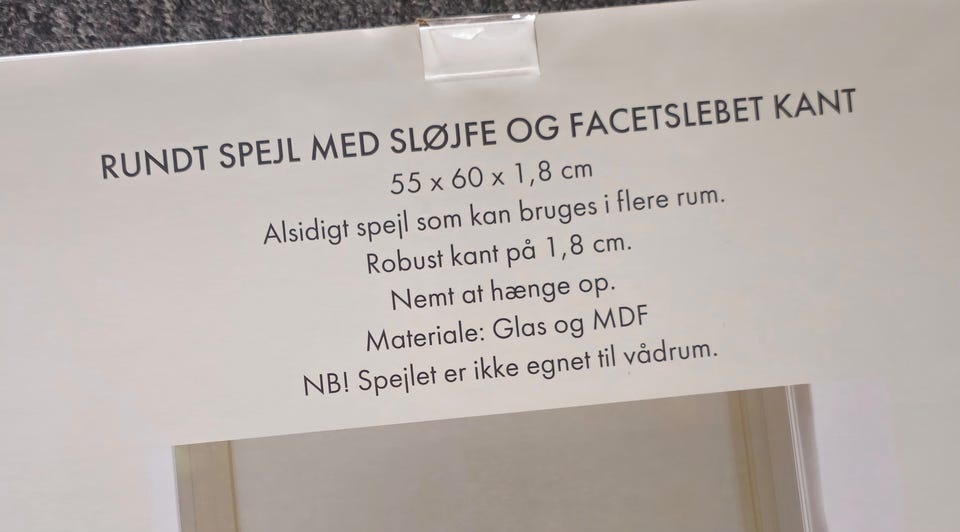 RUNDT SPEJL MED SLØJFE OG FACETSLEBET KANT
55 x 60 x 1,8 cm
Alsidigt spejl som kan bruges i flere rum.
Robust kant på 1,8 cm.
Nemt at hænge op.
Materiale: Glas og MDF
NB! Spejlet er ikke egnet til vådrum.